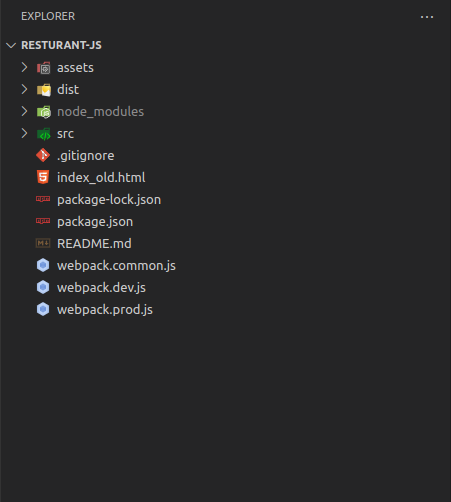 EXPLORER
RESTURANT-JS
assets
dist
node_modules
src
.gitignore
index_old.html
package-lock.json
package.json
README.md
webpack.common.js
webpack.dev.js
webpack.prod.js